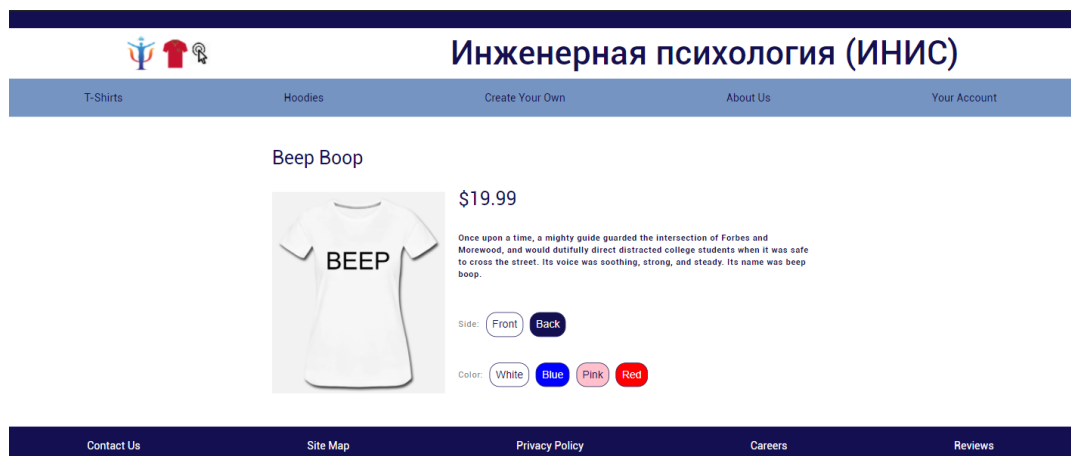 Инженерная психология (ИНИС)
T-Shirts Hoodies Create Your Own About Us Your Account
Beep Boop
BEEP
$19.99
Once upon a time, a mighty guide guarded the intersection of Forbes and
Morewood, and would dutifully direct distracted college students when it was safe
to cross the street. Its voice was soothing, strong, and steady. Its name was beep
boop.
Side: Front Back
Color: White Blue Pink Red
Contact Us Site Map Privacy Policy Careers Reviews